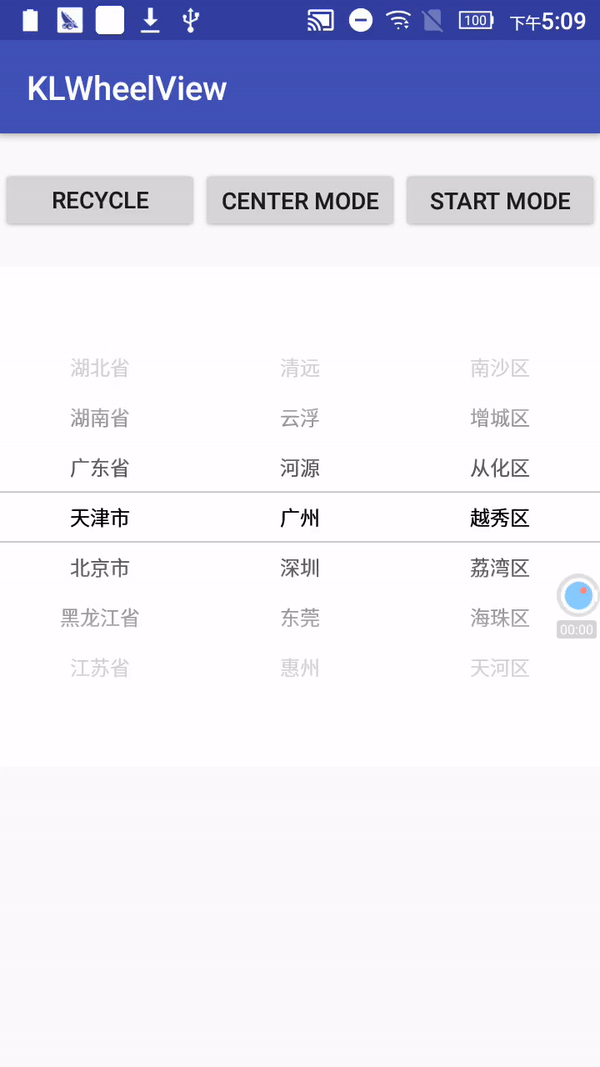 100 下午5:09
KLWheelView
RECYCLE CENTER MODE START MODE
湖北省 清远 南沙区
湖南省 云浮 增城区
广东省 河源 从化区
天津市 广州 越秀区
北京市 深圳 荔湾区
黑龙江省 东莞 海珠区
00:00
江苏省 惠州 天河区